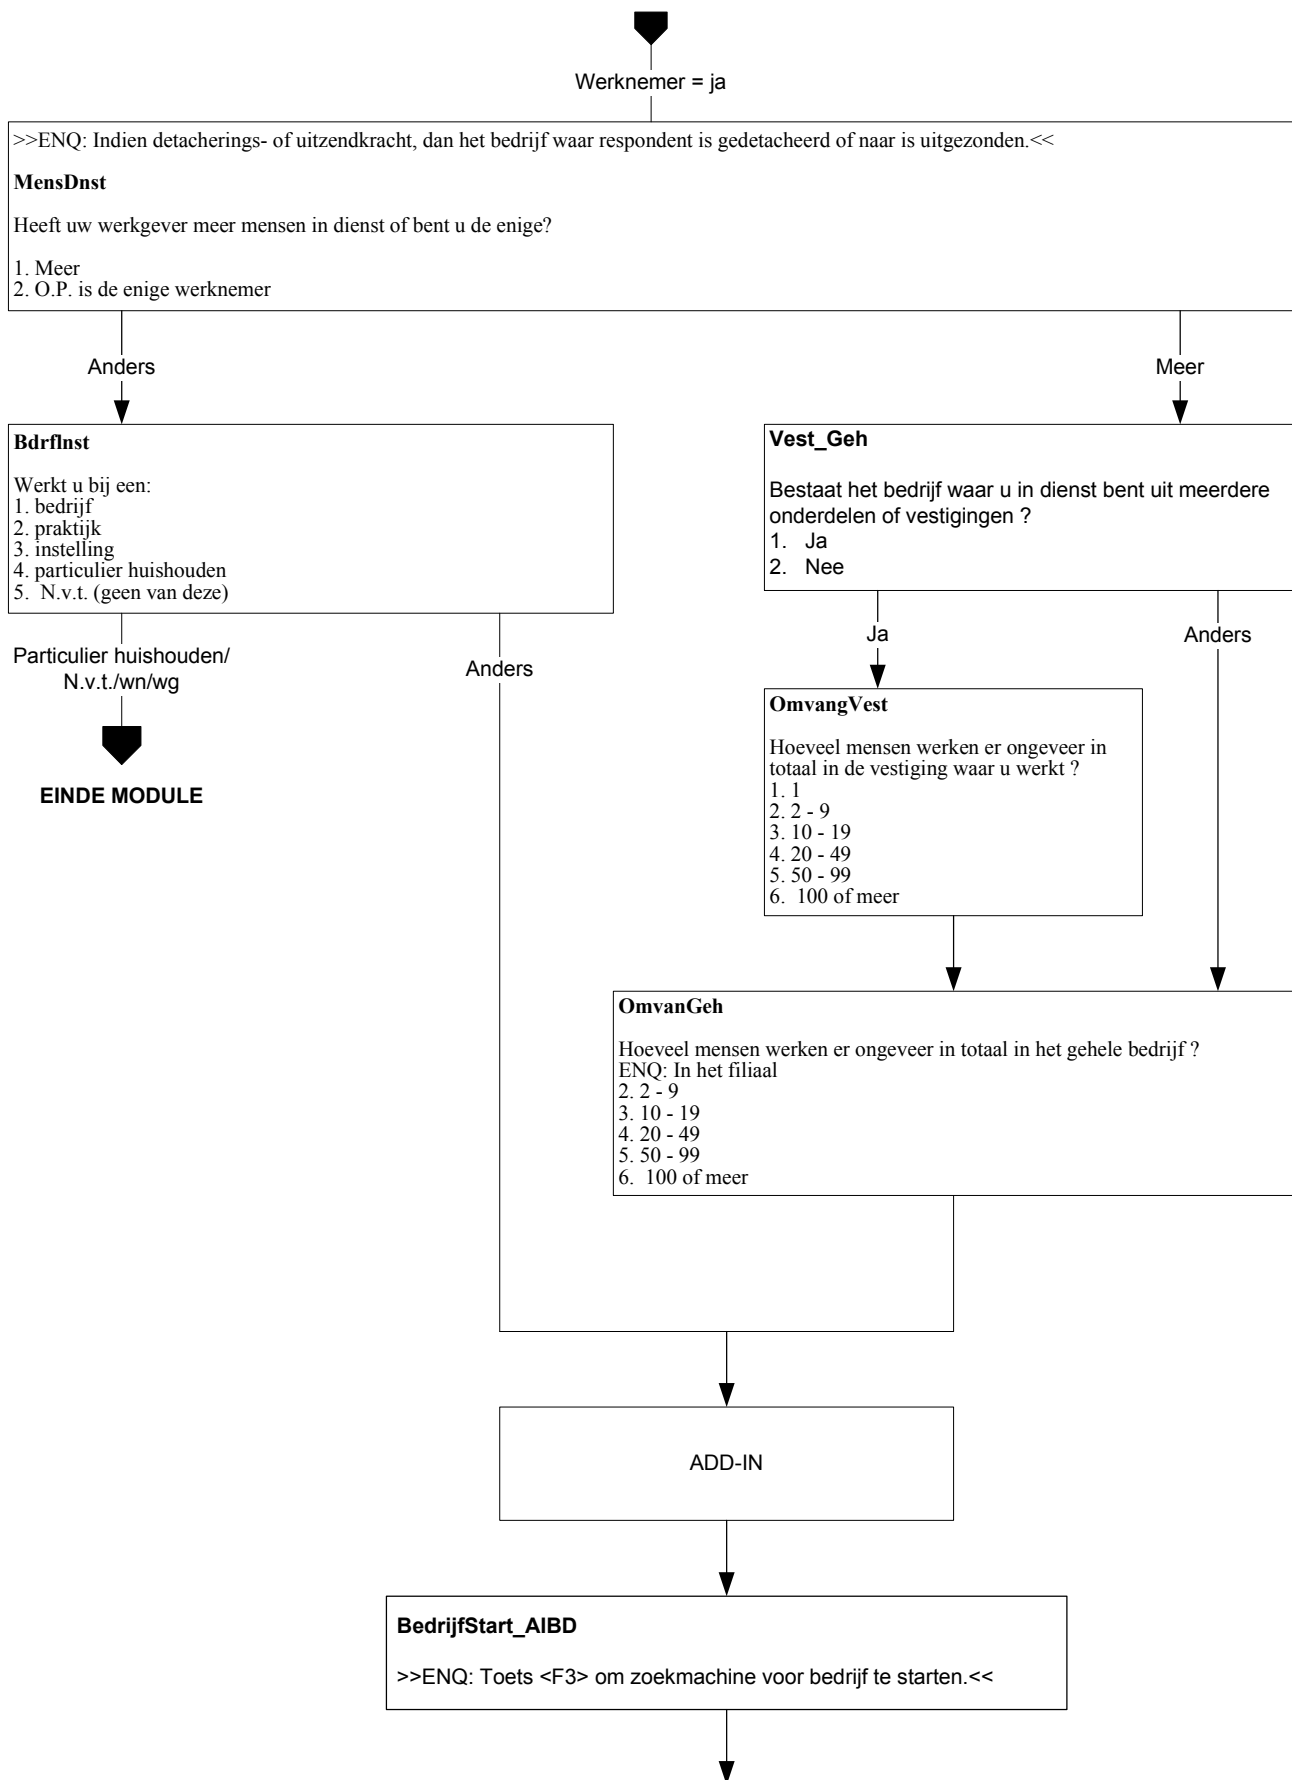 Werknemer = ja
>>ENQ: Indien detacherings- of uitzendkracht, dan het bedrijf waar respondent is gedetacheerd of naar is uitgezonden.<<
MensDnst
Heeft uw werkgever meer mensen in dienst of bent u de enige?
1. Meer
2. O.P. is de enige werknemer
Anders
Meer
BdrfInst
Werkt u bij een:
1. bedrijf
2. praktijk
3. instelling
4. particulier huishouden
5. N.v.t. (geen van deze)
Vest_Geh
Bestaat het bedrijf waar u in dienst bent uit meerdere
onderdelen of vestigingen ?
1. Ja
2. Nee
Particulier huishouden/
N.v.t./wn/wg
Anders
Ja
Anders
EINDE MODULE
OmvangVest
Hoeveel mensen werken er ongeveer in
totaal in de vestiging waar u werkt ?
1. 1
2. 2 - 9
3. 10 - 19
4. 20 - 49
5. 50 - 99
6. 100 of meer
OmvanGeh
Hoeveel mensen werken er ongeveer in totaal in het gehele bedrijf ?
ENQ: In het filiaal
2. 2 - 9
3. 10 - 19
4. 20 - 49
5. 50 - 99
6. 100 of meer
ADD-IN
BedrijfStart_AIBD
>>ENQ: Toets <F3> om zoekmachine voor bedrijf te starten.<<